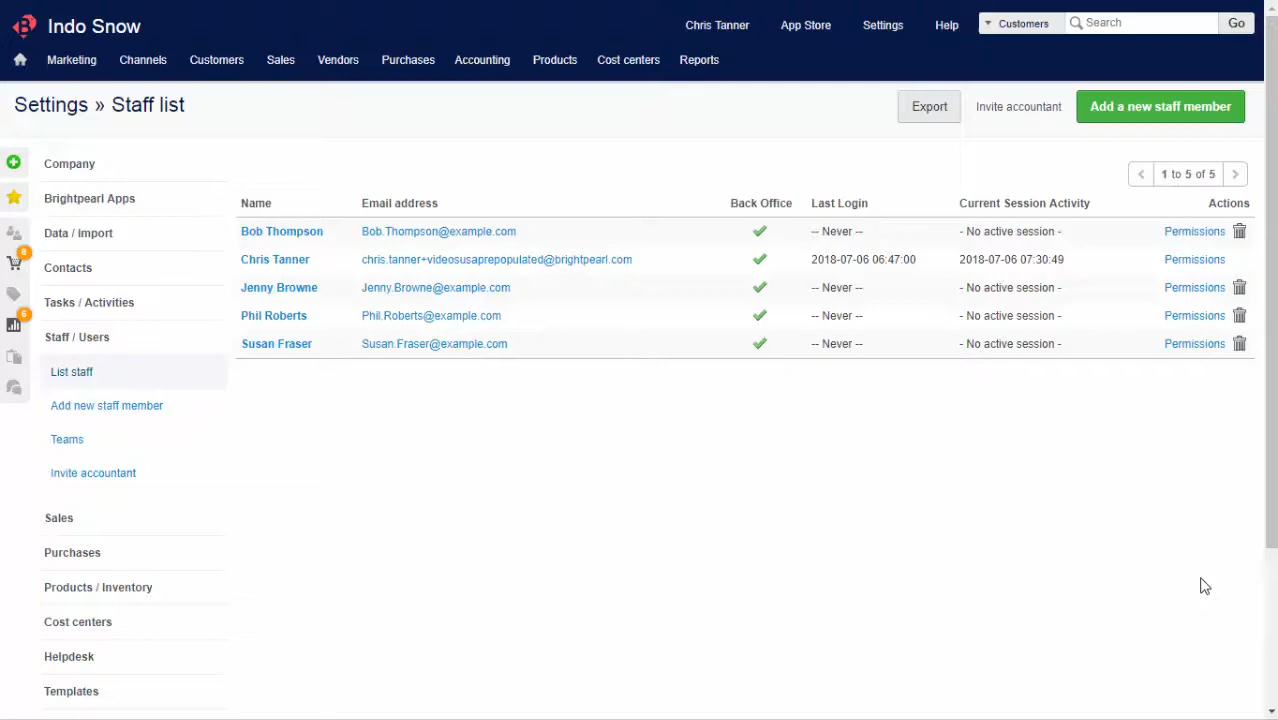 Indo Snow
Chris Tanner App Store Settings Help Customers Search Go
Marketing Channels Customers Sales Vendors Purchases Accounting Products Cost centers Reports
Settings » Staff list
Export Invite accountant Add a new staff member
Company
Brightpearl Apps
Data / import
Contacts
Tasks / Activities
Staff / Users
List staff
Add new staff member
Teams
Invite accountant
Sales
Purchases
Products / Inventory
Cost centers
Helpdesk
Templates
8
6
1 to 5 of 5
Name Email address Back Office Last Login Current Session Activity Actions
Bob Thompson Bob.Thompson@example.com -- Never -- - No active session - Permissions
Chris Tanner chris.tanner+videosusaprepopulated@brightpearl.com 2018-07-06 06:47:00 2018-07-06 07:30:49 Permissions
Jenny Browne Jenny.Browne@example.com -- Never -- - No active session - Permissions
Phil Roberts Phil.Roberts@example.com -- Never -- - No active session - Permissions
Susan Fraser Susan.Fraser@example.com -- Never -- - No active session - Permissions